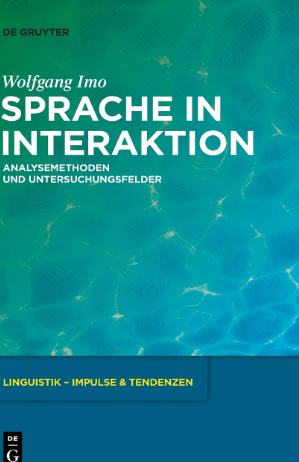 DE GRUYTER
Wolfgang Imo
SPRACHE IN
INTERAKTION
ANALYSEMETHODEN
UND UNTERSUCHUNGSFELDER
LINGUISTIK – IMPULSE & TENDENZEN
DE
G